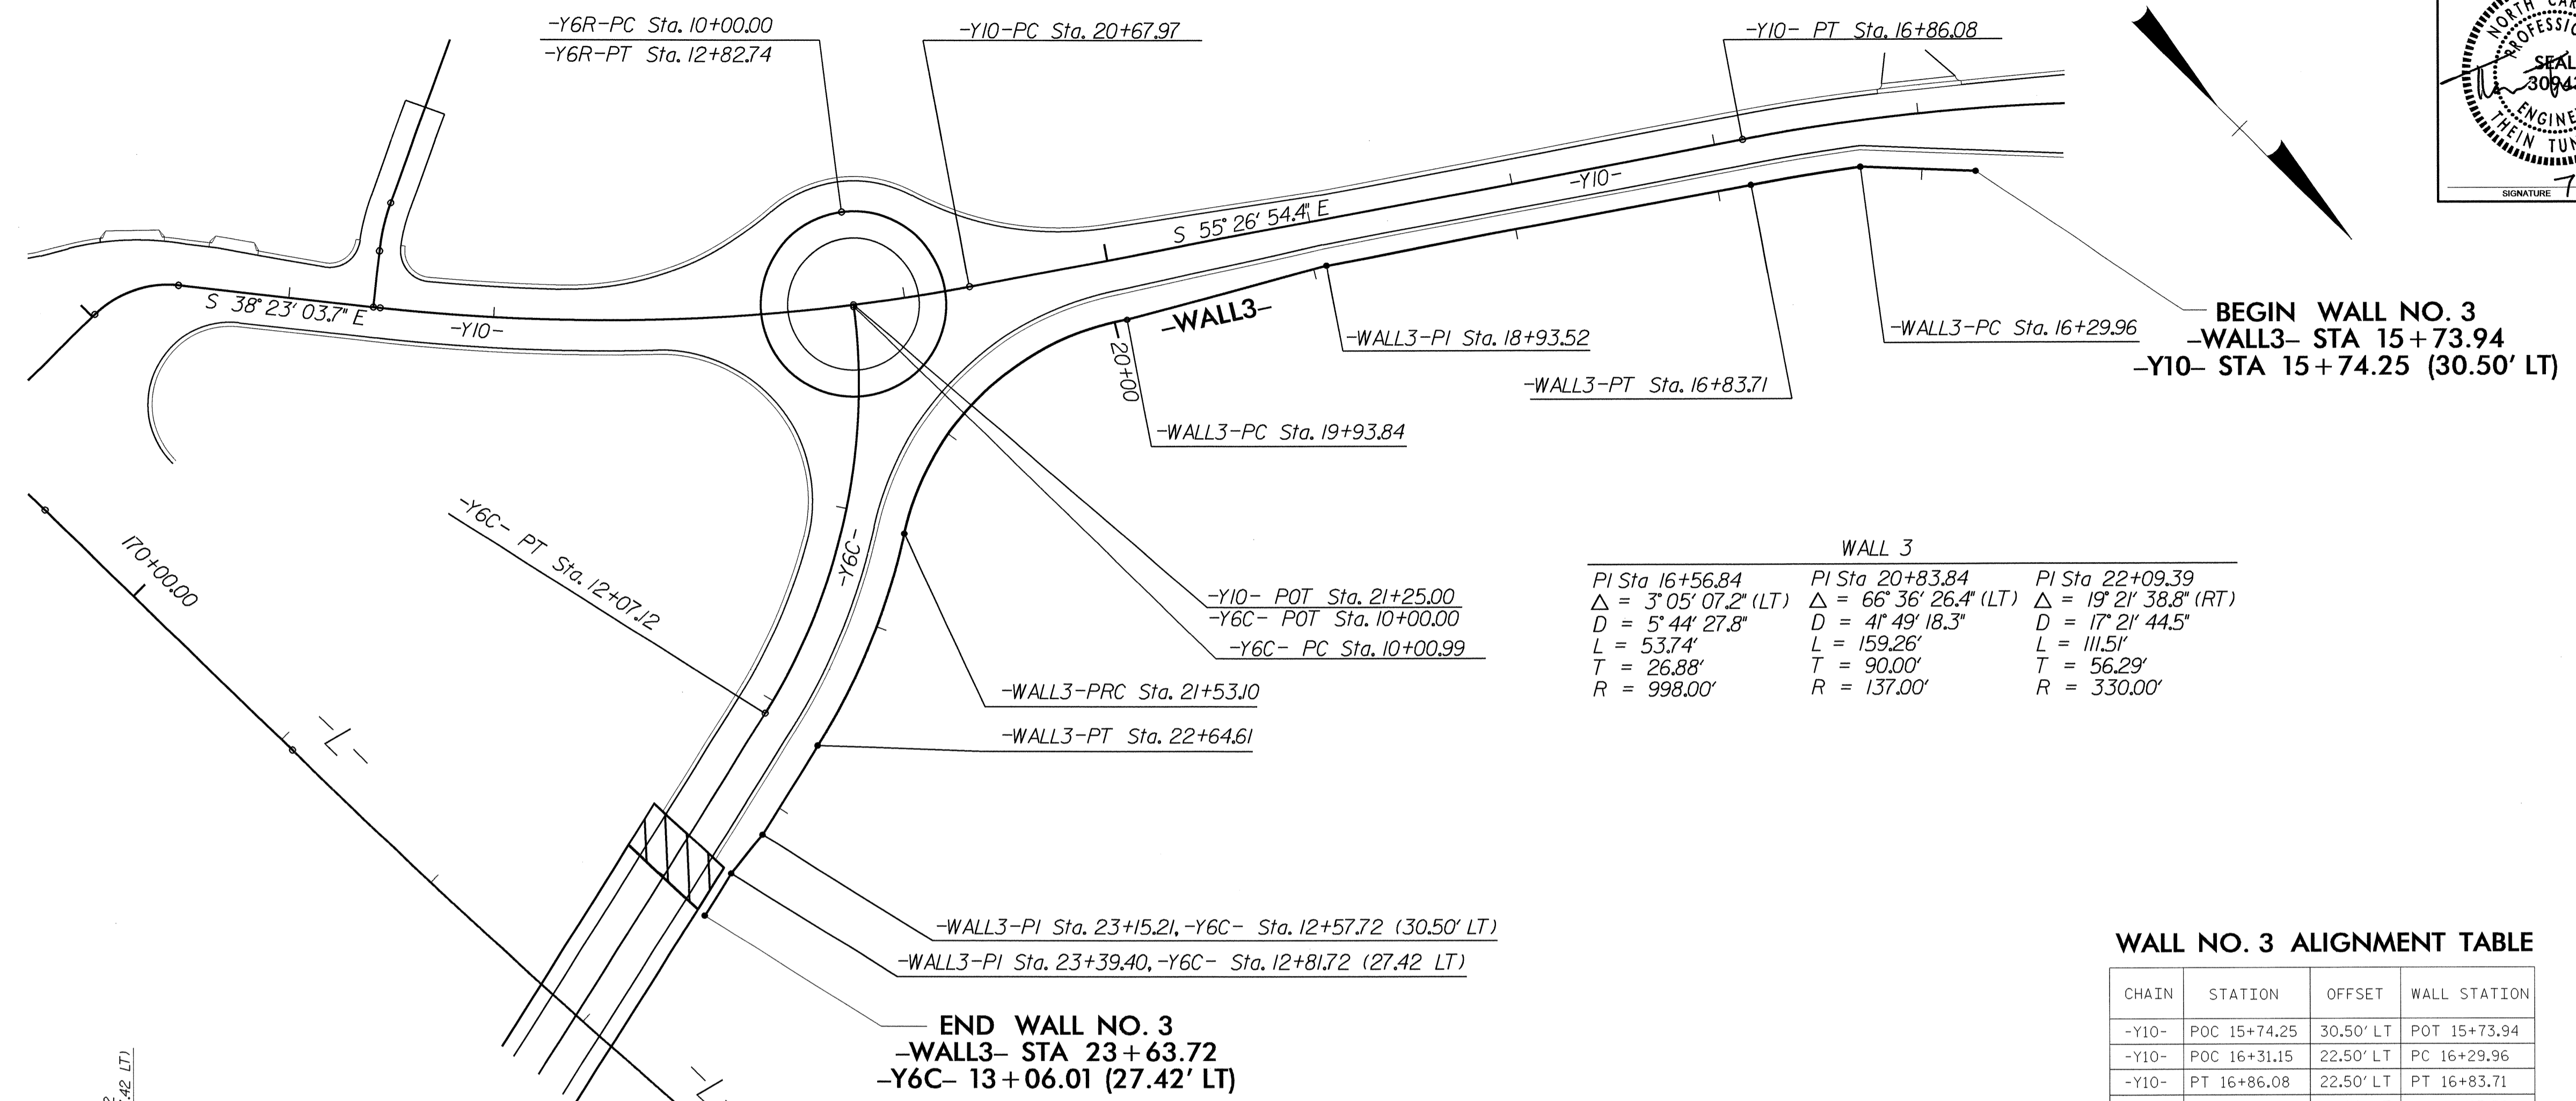 -Y6R-PC Sta. 10+00.00
-Y6R-PT Sta. 12+82.74
-Y10-PC Sta. 20+67.97
-Y10- PT Sta. 16+86.08
NORTH
SEAL
SIGNATURE
S 38° 23' 03.7" E
-Y10-
S 55° 26' 54.4" E
-Y10-
-WALL3-
-20+00
-WALL3-PI Sta. 18+93.52
-WALL3-PC Sta. 16+29.96
-WALL3-PT Sta. 16+83.71
-WALL3-PC Sta. 19+93.84
BEGIN WALL NO. 3
-WALL3- STA 15+73.94
-Y10- STA 15+74.25 (30.50' LT)
-Y6C- PT Sta. 12+07.12
-Y6C-
170+00.00
-L-
-Y10- POT Sta. 21+25.00
-Y6C- POT Sta. 10+00.00
-Y6C- PC Sta. 10+00.99
-WALL3-PRC Sta. 21+53.10
-WALL3-PT Sta. 22+64.61
WALL 3
PI Sta 16+56.84 PI Sta 20+83.84 PI Sta 22+09.39
Δ = 3° 05' 07.2" (LT) Δ = 66° 36' 26.4" (LT) Δ = 19° 21' 38.8" (RT)
D = 5° 44' 27.8" D = 41° 49' 18.3" D = 17° 21' 44.5"
L = 53.74' L = 159.26' L = 111.51'
T = 26.88' T = 90.00' T = 56.29'
R = 998.00' R = 137.00' R = 330.00'
-WALL3-PI Sta. 23+15.21, -Y6C- Sta. 12+57.72 (30.50' LT)
-WALL3-PI Sta. 23+39.40, -Y6C- Sta. 12+81.72 (27.42 LT)
END WALL NO. 3
-WALL3- STA 23+63.72
-Y6C- 13+06.01 (27.42' LT)
-L-
.42 LT)
WALL NO. 3 ALIGNMENT TABLE
CHAIN STATION OFFSET WALL STATION
-Y10- POC 15+74.25 30.50' LT POT 15+73.94
-Y10- POC 16+31.15 22.50' LT PC 16+29.96
-Y10- PT 16+86.08 22.50' LT PT 16+83.71